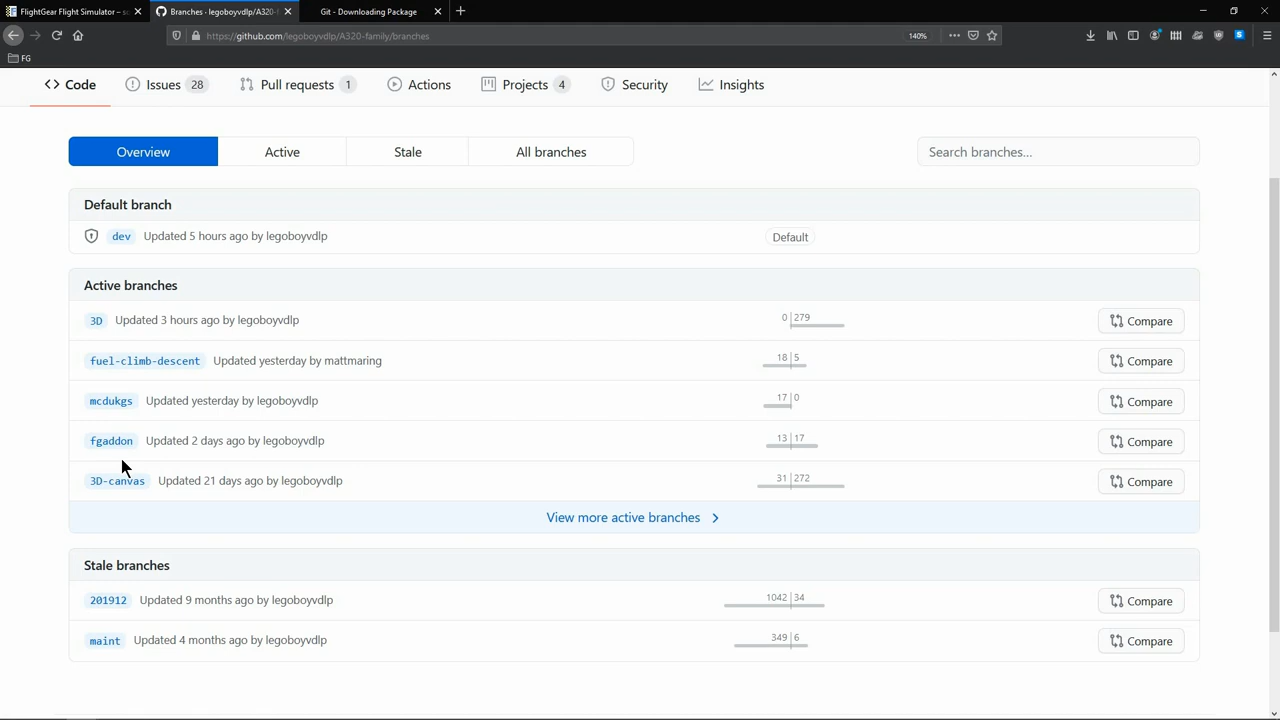 FlightGear Flight Simulator – so
Branches · legoboyvdlp/A320-f
Git - Downloading Package
https://github.com/legoboyvdlp/A320-family/branches
140%
FG
Code
Issues 28
Pull requests 1
Actions
Projects 4
Security
Insights
Overview
Active
Stale
All branches
Search branches...
Default branch
dev Updated 5 hours ago by legoboyvdlp Default
Active branches
3D Updated 3 hours ago by legoboyvdlp 0 279 Compare
fuel-climb-descent Updated yesterday by mattmaring 18 5 Compare
mcdukgs Updated yesterday by legoboyvdlp 17 0 Compare
fgaddon Updated 2 days ago by legoboyvdlp 13 17 Compare
3D-canvas Updated 21 days ago by legoboyvdlp 31 272 Compare
View more active branches
Stale branches
201912 Updated 9 months ago by legoboyvdlp 1042 34 Compare
maint Updated 4 months ago by legoboyvdlp 349 6 Compare